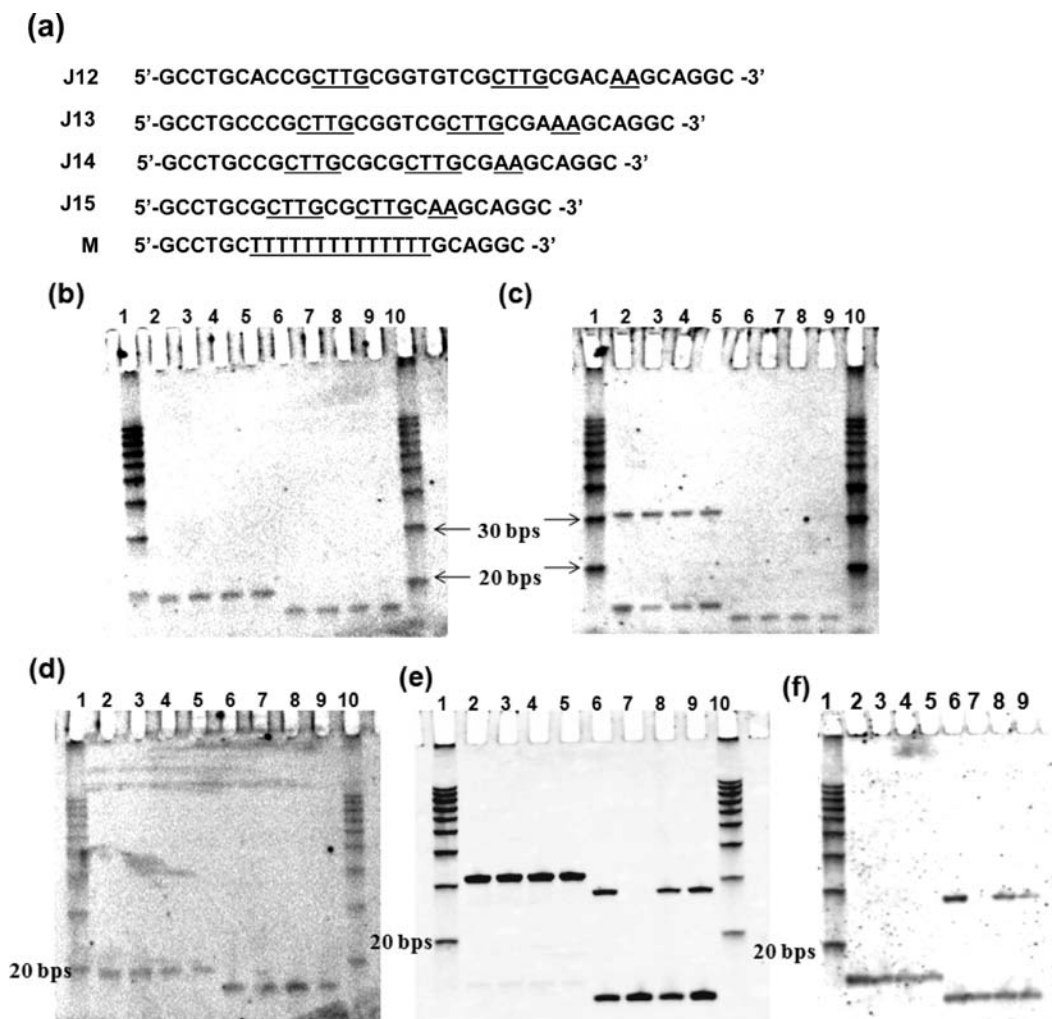 (a)
J12 5'-GCCTGCACCGCTTGCGGTGTCGCTTGCGACAAGCAGGC -3'
J13 5'-GCCTGCCCGCTTGCGGTCGCTTGCGAAAGCAGGC -3'
J14 5'-GCCTGCCGCTTGCGCGCTTGCGAAGCAGGC -3'
J15 5'-GCCTGCGCTTGCGCTTGCAAGCAGGC -3'
M 5'-GCCTGCTTTTTTTTTTTTTTGCAGGC -3'
(b)
1 2 3 4 5 6 7 8 9 10
(c)
1 2 3 4 5 6 7 8 9 10
30 bps
20 bps
(d)
1 2 3 4 5 6 7 8 9 10
20 bps
(e)
1 2 3 4 5 6 7 8 9 10
20 bps
(f)
1 2 3 4 5 6 7 8 9
20 bps